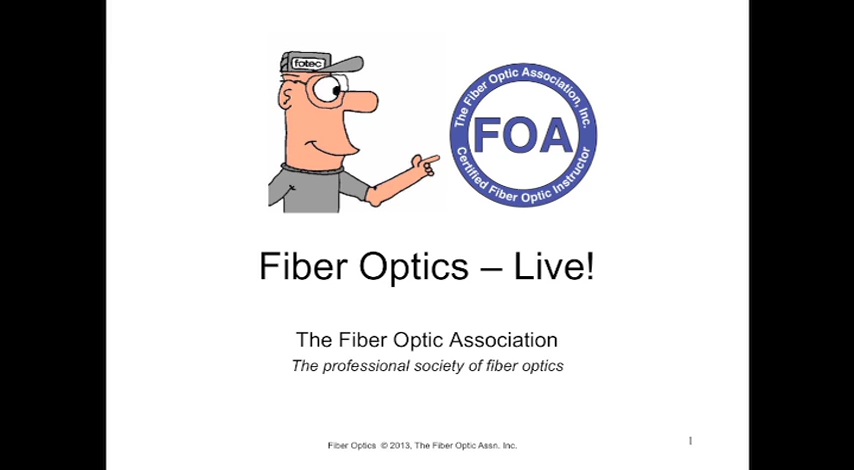 fotec
The Fiber Optic Association, Inc.
FOA
Certified Fiber Optic Instructor
Fiber Optics – Live!
The Fiber Optic Association
The professional society of fiber optics
Fiber Optics © 2013, The Fiber Optic Assn. Inc.
1